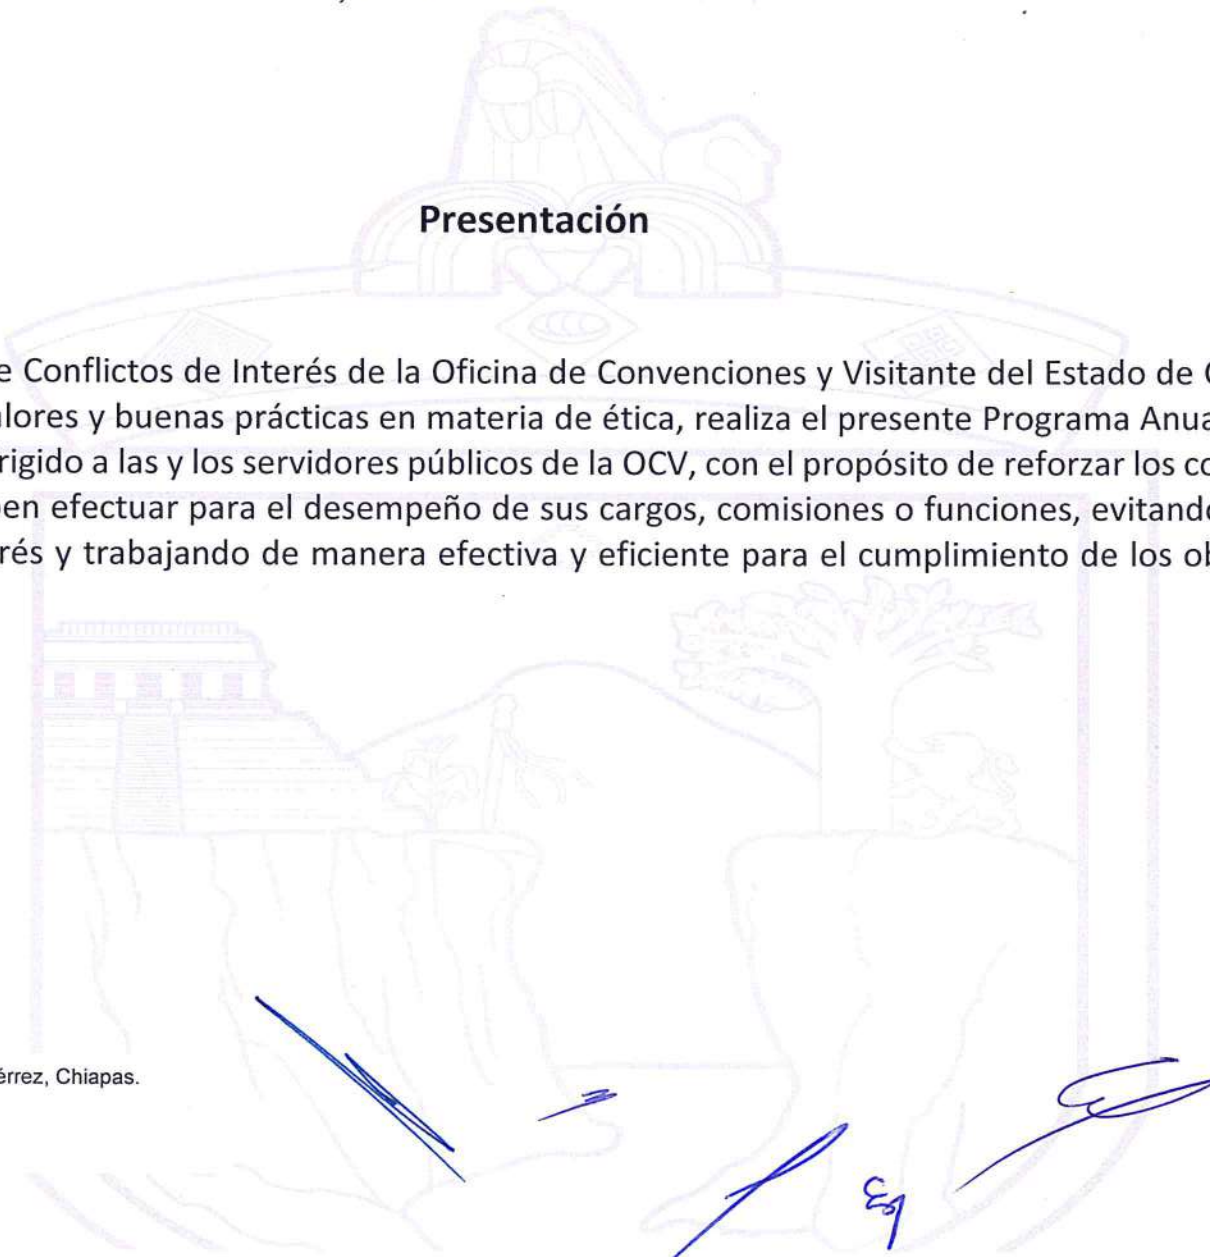 Presentación
e Conflictos de Interés de la Oficina de Convenciones y Visitante del Estado de
lores y buenas prácticas en materia de ética, realiza el presente Programa Anua
rigido a las y los servidores públicos de la OCV, con el propósito de reforzar los co
en efectuar para el desempeño de sus cargos, comisiones o funciones, evitando
rés y trabajando de manera efectiva y eficiente para el cumplimiento de los ob
érrez, Chiapas.